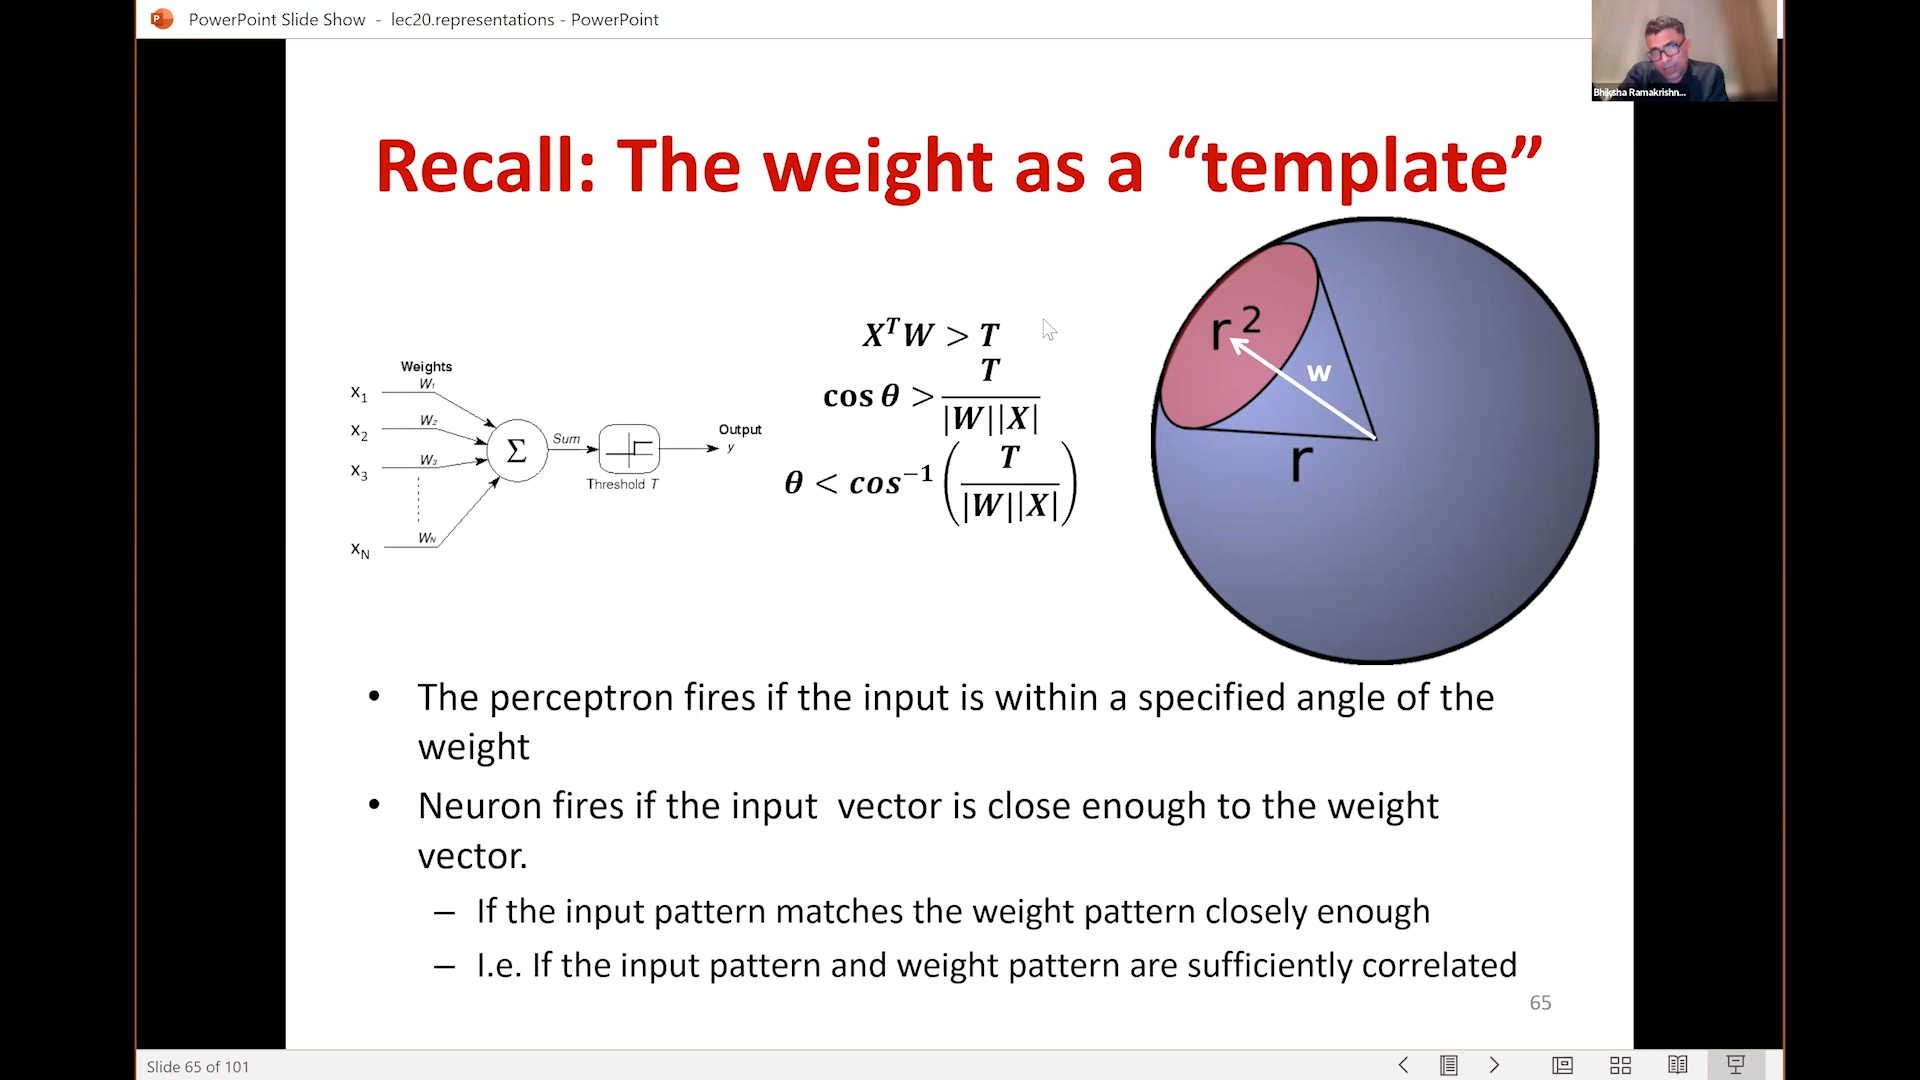 PowerPoint Slide Show - lec20.representations - PowerPoint
Bhiksha Ramakrishn...
Recall: The weight as a “template”
Weights
X1 W1
X2 W2
X3 W3
XN WN
Σ
Sum
Threshold T
Output
y
X^T W > T
cos θ > T / |W||X|
θ < cos^−1 (T / |W||X|)
r^2
w
r
• The perceptron fires if the input is within a specified angle of the
weight
• Neuron fires if the input vector is close enough to the weight
vector.
– If the input pattern matches the weight pattern closely enough
– I.e. If the input pattern and weight pattern are sufficiently correlated
65
Slide 65 of 101